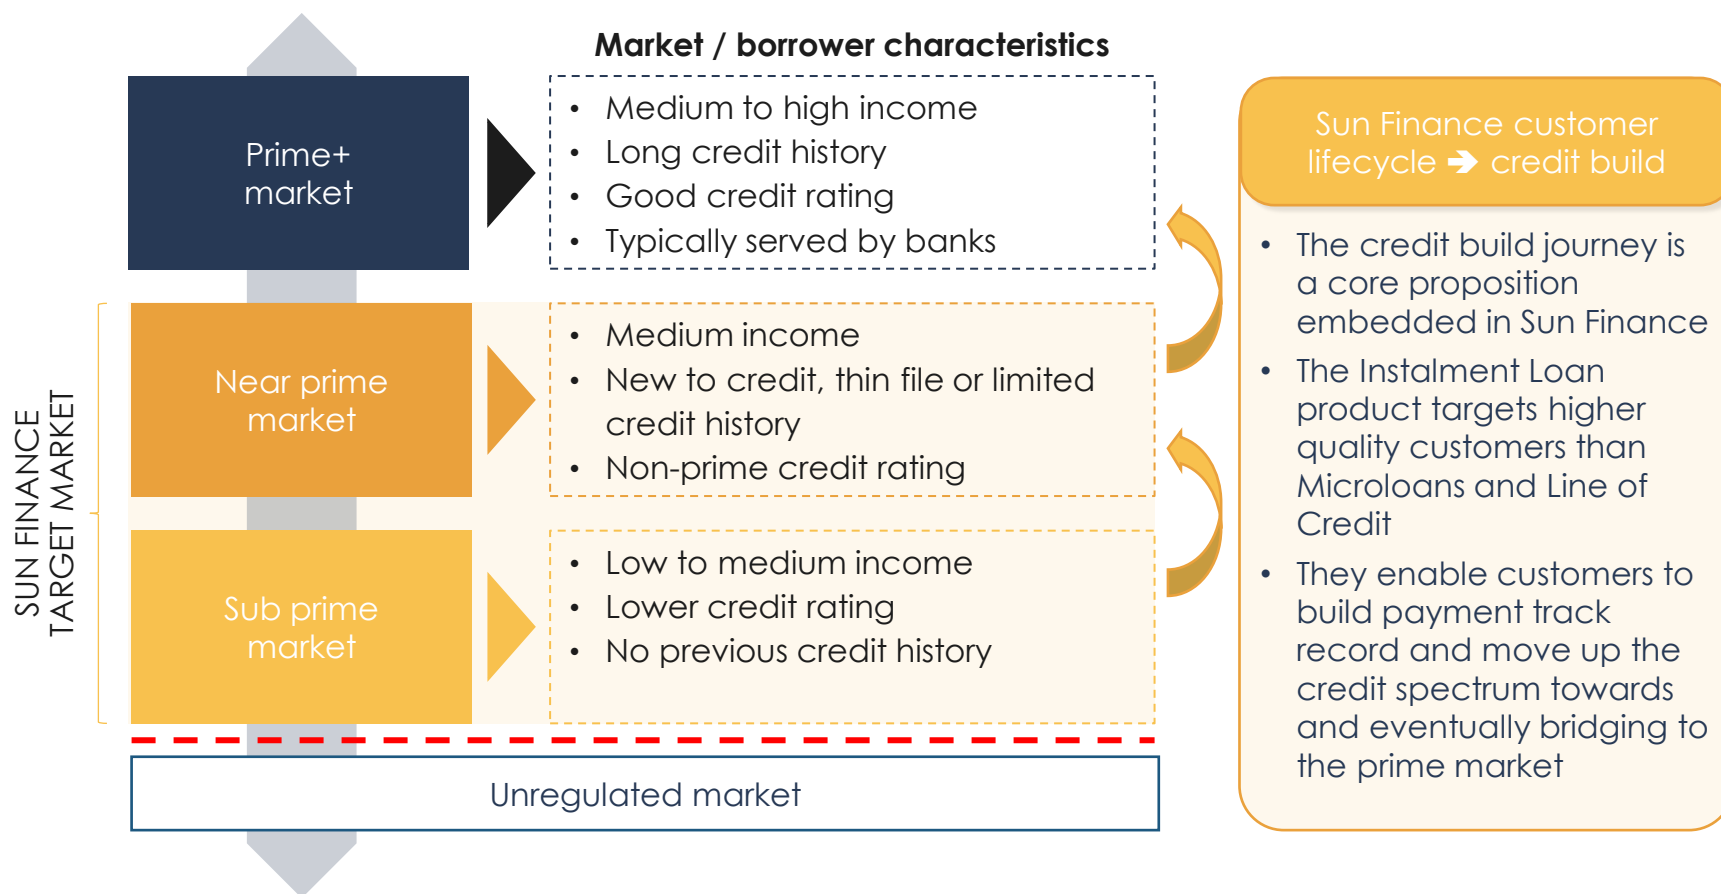 Market / borrower characteristics
Prime+
market
• Medium to high income
• Long credit history
• Good credit rating
• Typically served by banks
SUN FINANCE
TARGET MARKET
Near prime
market
• Medium income
• New to credit, thin file or limited
credit history
• Non-prime credit rating
Sub prime
market
• Low to medium income
• Lower credit rating
• No previous credit history
Unregulated market
Sun Finance customer
lifecycle ➔ credit build
• The credit build journey is
a core proposition
embedded in Sun Finance
• The Instalment Loan
product targets higher
quality customers than
Microloans and Line of
Credit
• They enable customers to
build payment track
record and move up the
credit spectrum towards
and eventually bridging to
the prime market